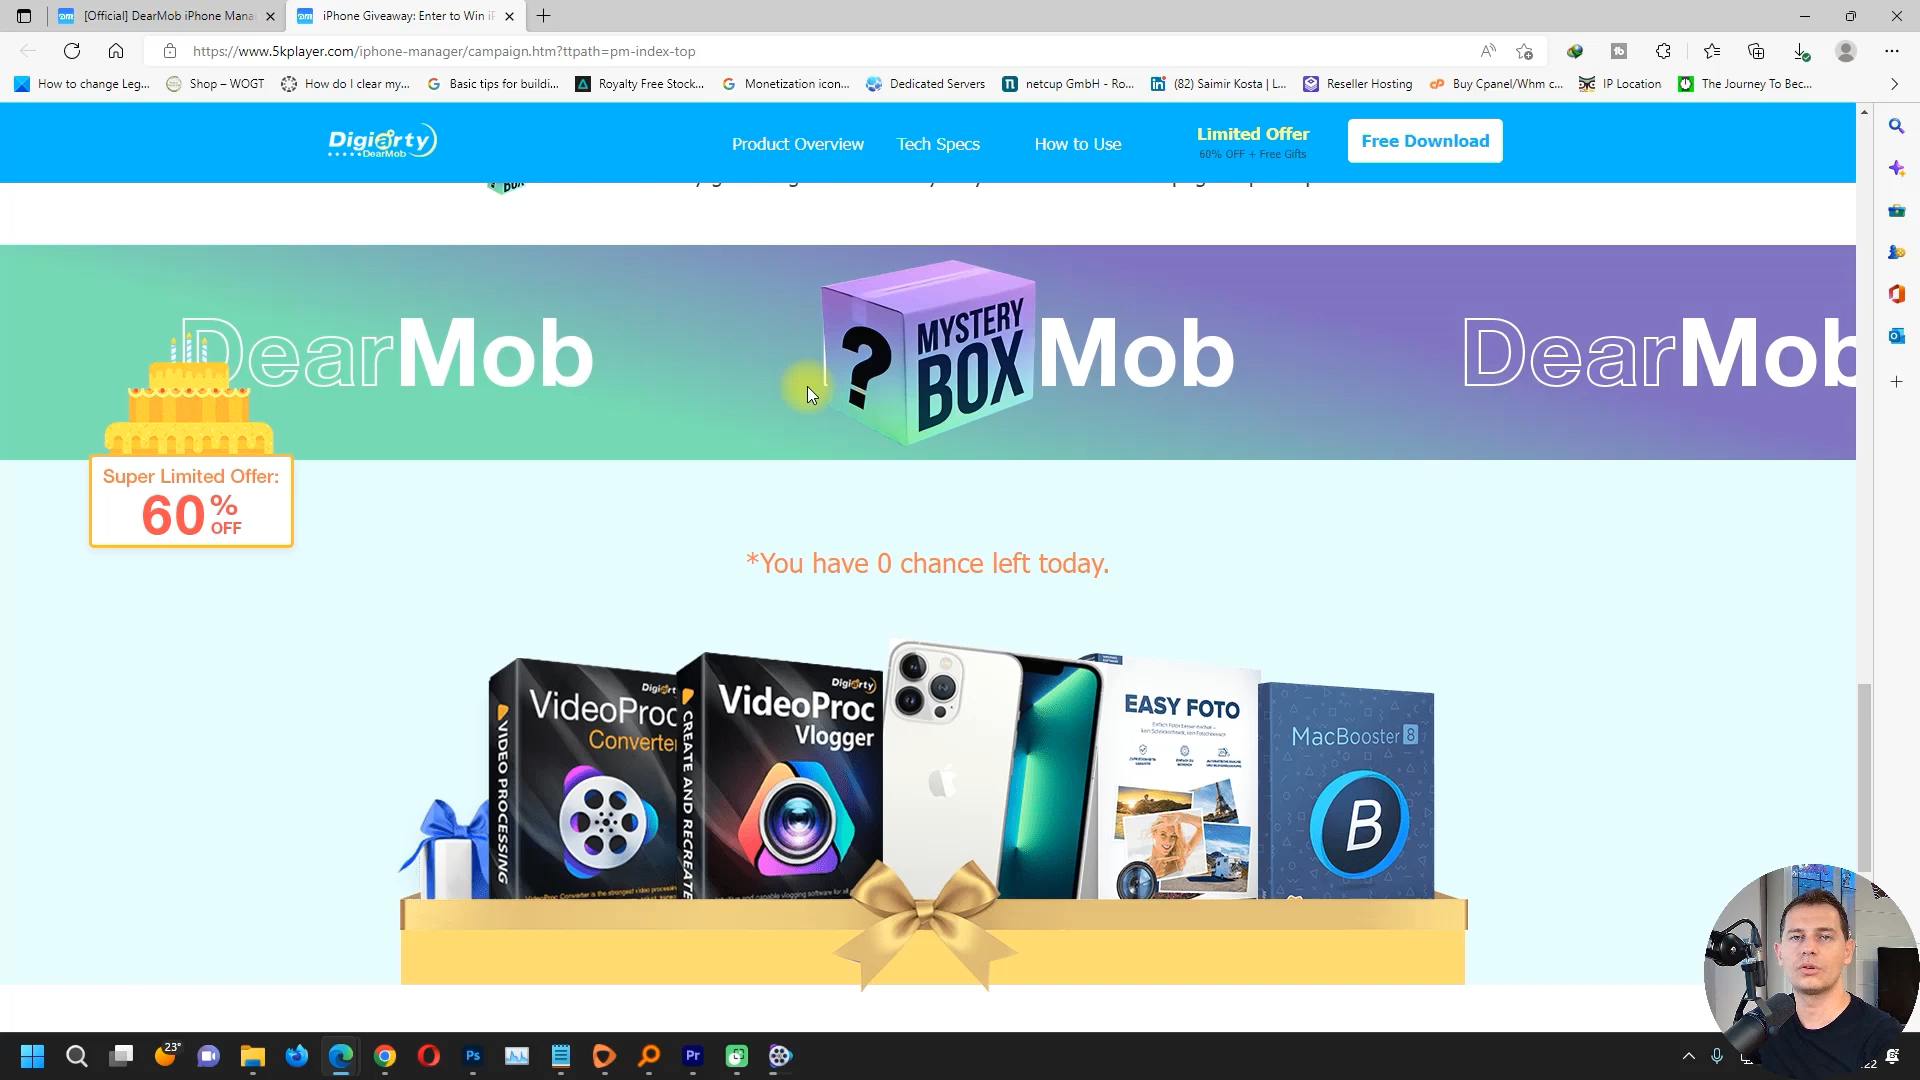 [Official] DearMob iPhone Mana
iPhone Giveaway: Enter to Win iF
https://www.5kplayer.com/iphone-manager/campaign.htm?ttpath=pm-index-top
How to change Leg...
Shop – WOGT
How do I clear my...
Basic tips for buildi...
Royalty Free Stock...
Monetization icon...
Dedicated Servers
netcup GmbH - Ro...
(82) Saimir Kosta | L...
Reseller Hosting
Buy Cpanel/Whm c...
IP Location
The Journey To Bec...
Digiarty
DearMob
Product Overview
Tech Specs
How to Use
Limited Offer
60% OFF + Free Gifts
Free Download
DearMob
MYSTERY
BOX
?
Mob
DearMob
Super Limited Offer:
60%
OFF
*You have 0 chance left today.
Digiarty
VideoProc
Converter
VIDEO PROCESSING
Digiarty
VideoProc
Vlogger
CREATE AND RECREATE
EASY FOTO
MacBooster 8
B
23°
Ps
Pr
22